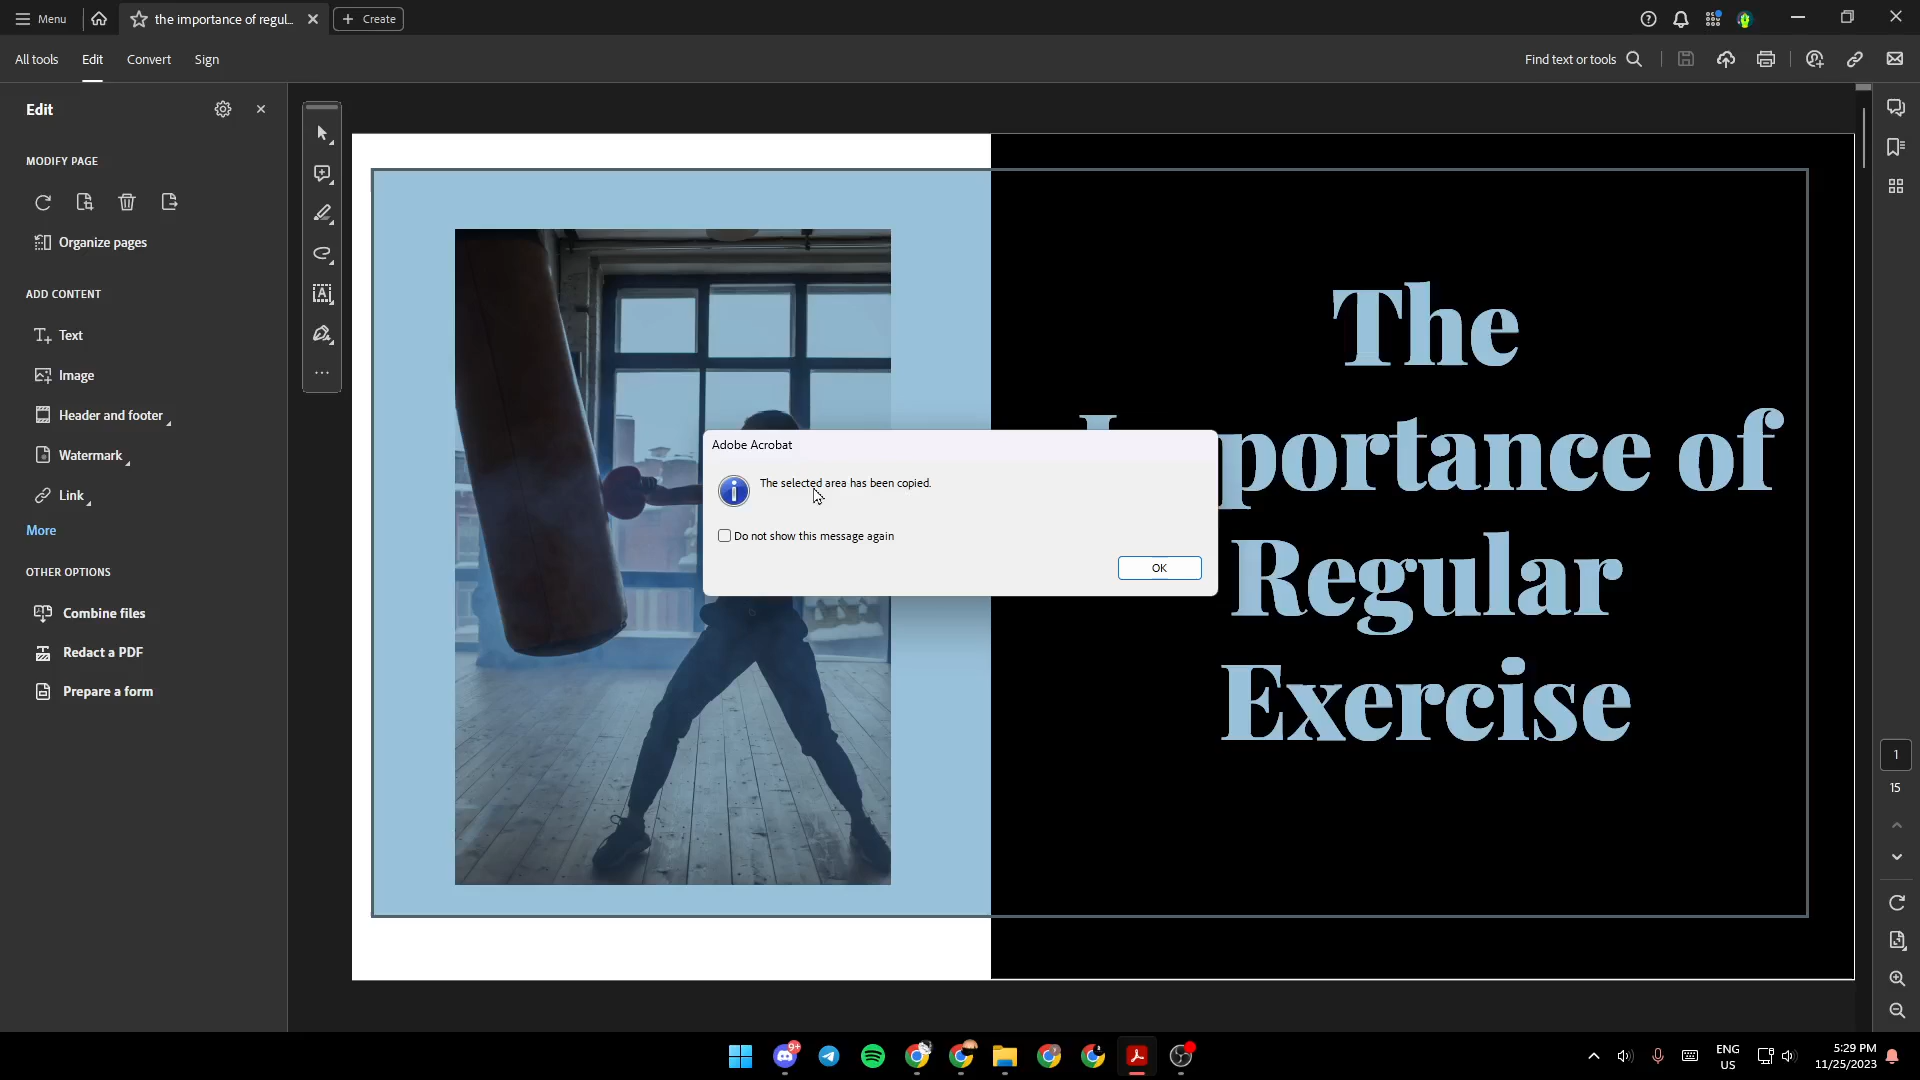 Menu
the importance of regul...
Create
All tools
Edit
Convert
Sign
Find text or tools
Edit
MODIFY PAGE
Organize pages
ADD CONTENT
Text
Image
Header and footer
Watermark
Link
More
OTHER OPTIONS
Combine files
Redact a PDF
Prepare a form
The
Regular
Exercise
Adobe Acrobat
The selected area has been copied.
Do not show this message again
OK
1
15
9+
ENG
US
5:29 PM
11/25/2023